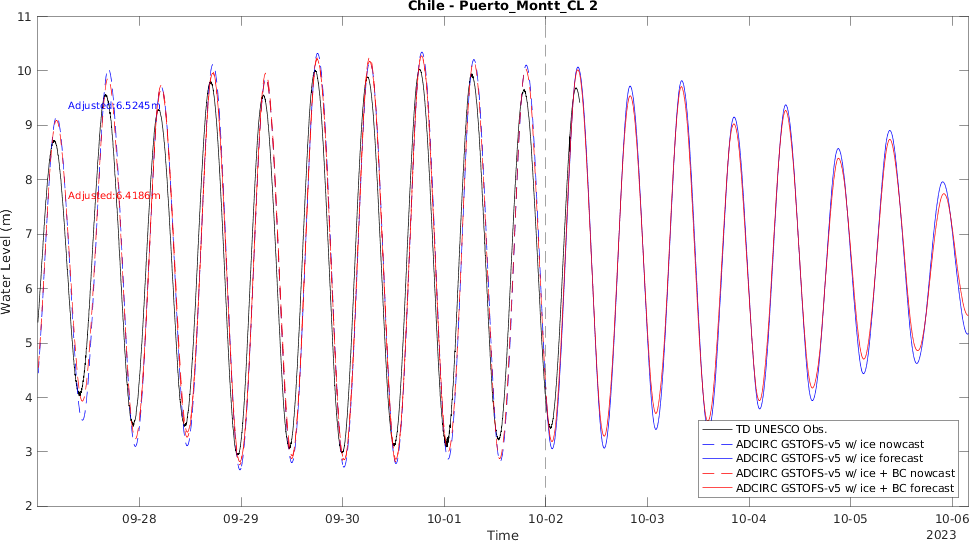 Chile - Puerto_Montt_CL 2
Water Level (m)
11
10
9
8
7
6
5
4
3
2
Adjusted:6.5245m
Adjusted:6.4186m
TD UNESCO Obs.
ADCIRC GSTOFS-v5 w/ ice nowcast
ADCIRC GSTOFS-v5 w/ ice forecast
ADCIRC GSTOFS-v5 w/ ice + BC nowcast
ADCIRC GSTOFS-v5 w/ ice + BC forecast
09-28 09-29 09-30 10-01 10-02 10-03 10-04 10-05 10-06
Time
2023